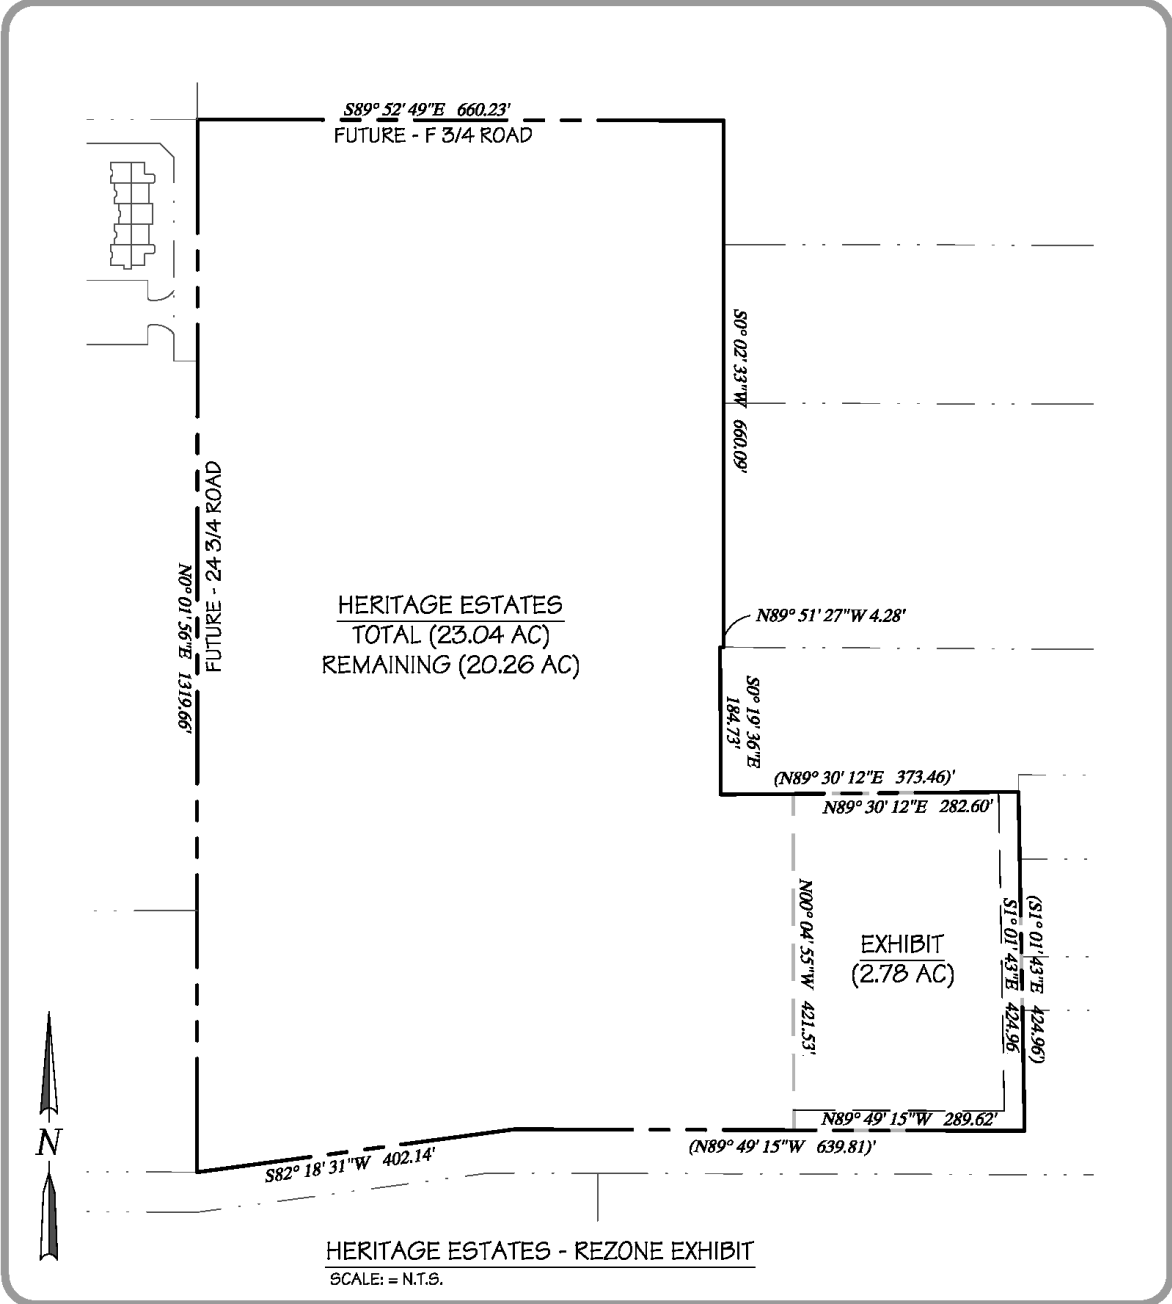 S89° 52' 49"E 660.23'
FUTURE - F 3/4 ROAD
S0° 02' 33"W 660.09'
FUTURE - 24 3/4 ROAD
N0° 01' 56"E 1319.66'
HERITAGE ESTATES
TOTAL (23.04 AC)
REMAINING (20.26 AC)
N89° 51' 27"W 4.28'
S0° 19' 36"E
184.73'
(N89° 30' 12"E 373.46)'
N89° 30' 12"E 282.60'
N00° 04' 55"W 421.53'
EXHIBIT
(2.78 AC)
S1° 01' 43"E 424.96
(S1° 01' 43"E 424.96')
N89° 49' 15"W 289.62'
(N89° 49' 15"W 639.81)'
S82° 18' 31"W 402.14'
N
HERITAGE ESTATES - REZONE EXHIBIT
SCALE: = N.T.S.